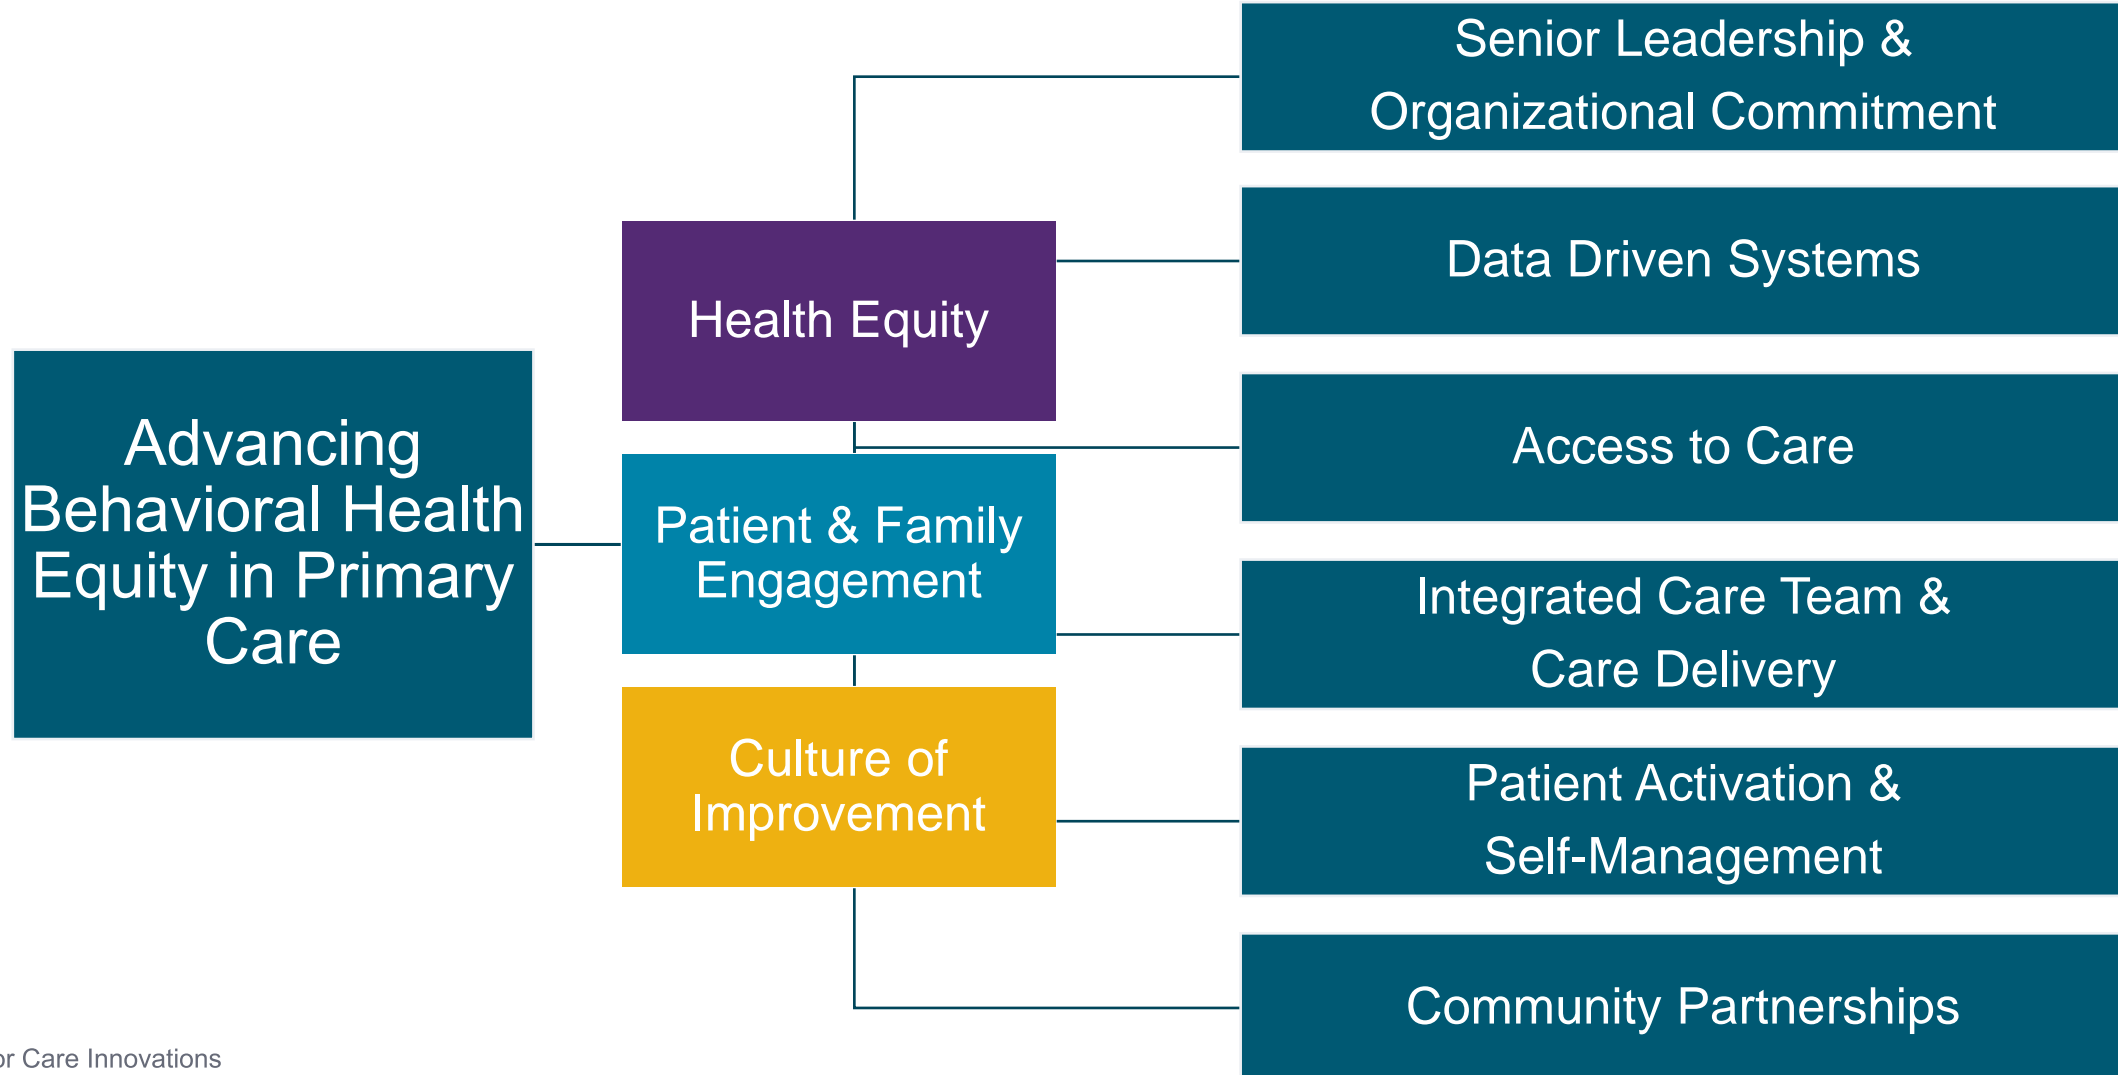 Advancing
Behavioral Health
Equity in Primary
Care
Health Equity
Patient & Family
Engagement
Culture of
Improvement
Senior Leadership &
Organizational Commitment
Data Driven Systems
Access to Care
Integrated Care Team &
Care Delivery
Patient Activation &
Self-Management
Community Partnerships
Care Innovations